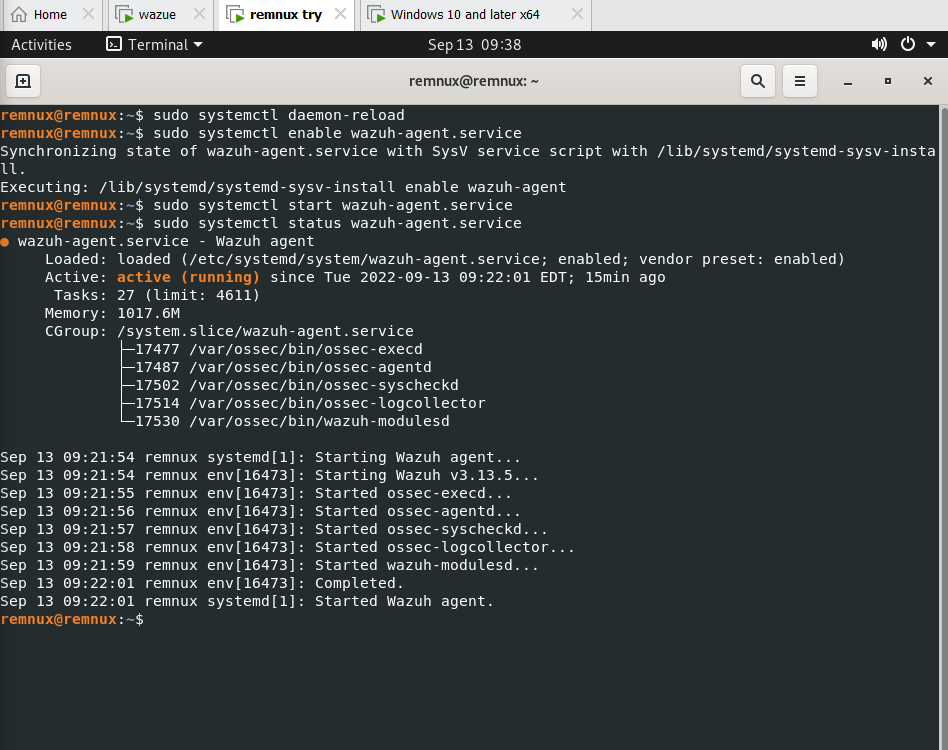 Home
wazue
remnux try
Windows 10 and later x64
Activities
Terminal
Sep 13 09:38
remnux@remnux: ~
remnux@remnux:~$ sudo systemctl daemon-reload
remnux@remnux:~$ sudo systemctl enable wazuh-agent.service
Synchronizing state of wazuh-agent.service with SysV service script with /lib/systemd/systemd-sysv-insta
ll.
Executing: /lib/systemd/systemd-sysv-install enable wazuh-agent
remnux@remnux:~$ sudo systemctl start wazuh-agent.service
remnux@remnux:~$ sudo systemctl status wazuh-agent.service
● wazuh-agent.service - Wazuh agent
     Loaded: loaded (/etc/systemd/system/wazuh-agent.service; enabled; vendor preset: enabled)
     Active: active (running) since Tue 2022-09-13 09:22:01 EDT; 15min ago
      Tasks: 27 (limit: 4611)
     Memory: 1017.6M
     CGroup: /system.slice/wazuh-agent.service
             ├─17477 /var/ossec/bin/ossec-execd
             ├─17487 /var/ossec/bin/ossec-agentd
             ├─17502 /var/ossec/bin/ossec-syscheckd
             ├─17514 /var/ossec/bin/ossec-logcollector
             └─17530 /var/ossec/bin/wazuh-modulesd
Sep 13 09:21:54 remnux systemd[1]: Starting Wazuh agent...
Sep 13 09:21:54 remnux env[16473]: Starting Wazuh v3.13.5...
Sep 13 09:21:55 remnux env[16473]: Started ossec-execd...
Sep 13 09:21:56 remnux env[16473]: Started ossec-agentd...
Sep 13 09:21:57 remnux env[16473]: Started ossec-syscheckd...
Sep 13 09:21:58 remnux env[16473]: Started ossec-logcollector...
Sep 13 09:21:59 remnux env[16473]: Started wazuh-modulesd...
Sep 13 09:22:01 remnux env[16473]: Completed.
Sep 13 09:22:01 remnux systemd[1]: Started Wazuh agent.
remnux@remnux:~$